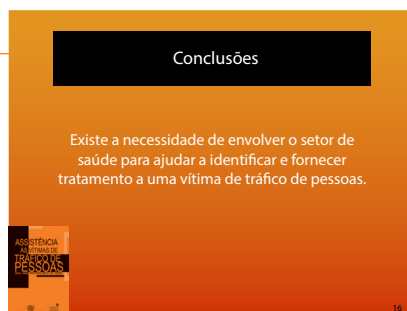 Conclusões
Existe a necessidade de envolver o setor de
saúde para ajudar a identificar e fornecer
tratamento a uma vítima de tráfico de pessoas.
ASSISTÊNCIA
ÀS VÍTIMAS DE
TRÁFICO DE
PESSOAS
16